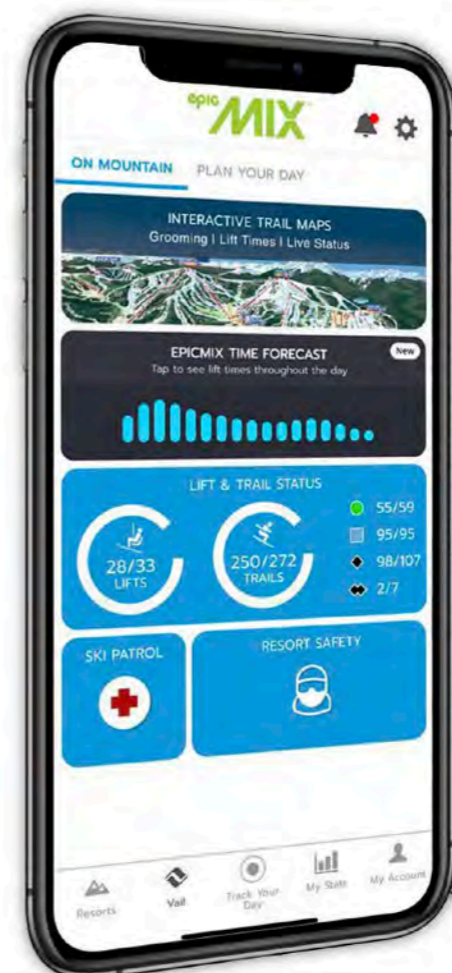 epic MIX
ON MOUNTAIN PLAN YOUR DAY
INTERACTIVE TRAIL MAPS
Grooming | Lift Times | Live Status
EPICMIX TIME FORECAST
New
Tap to see lift times throughout the day
LIFT & TRAIL STATUS
28/33
LIFTS
250/272
TRAILS
55/59
95/95
98/107
2/7
SKI PATROL
RESORT SAFETY
Resorts
Vail
Track Your
Day
My Stats
My Account